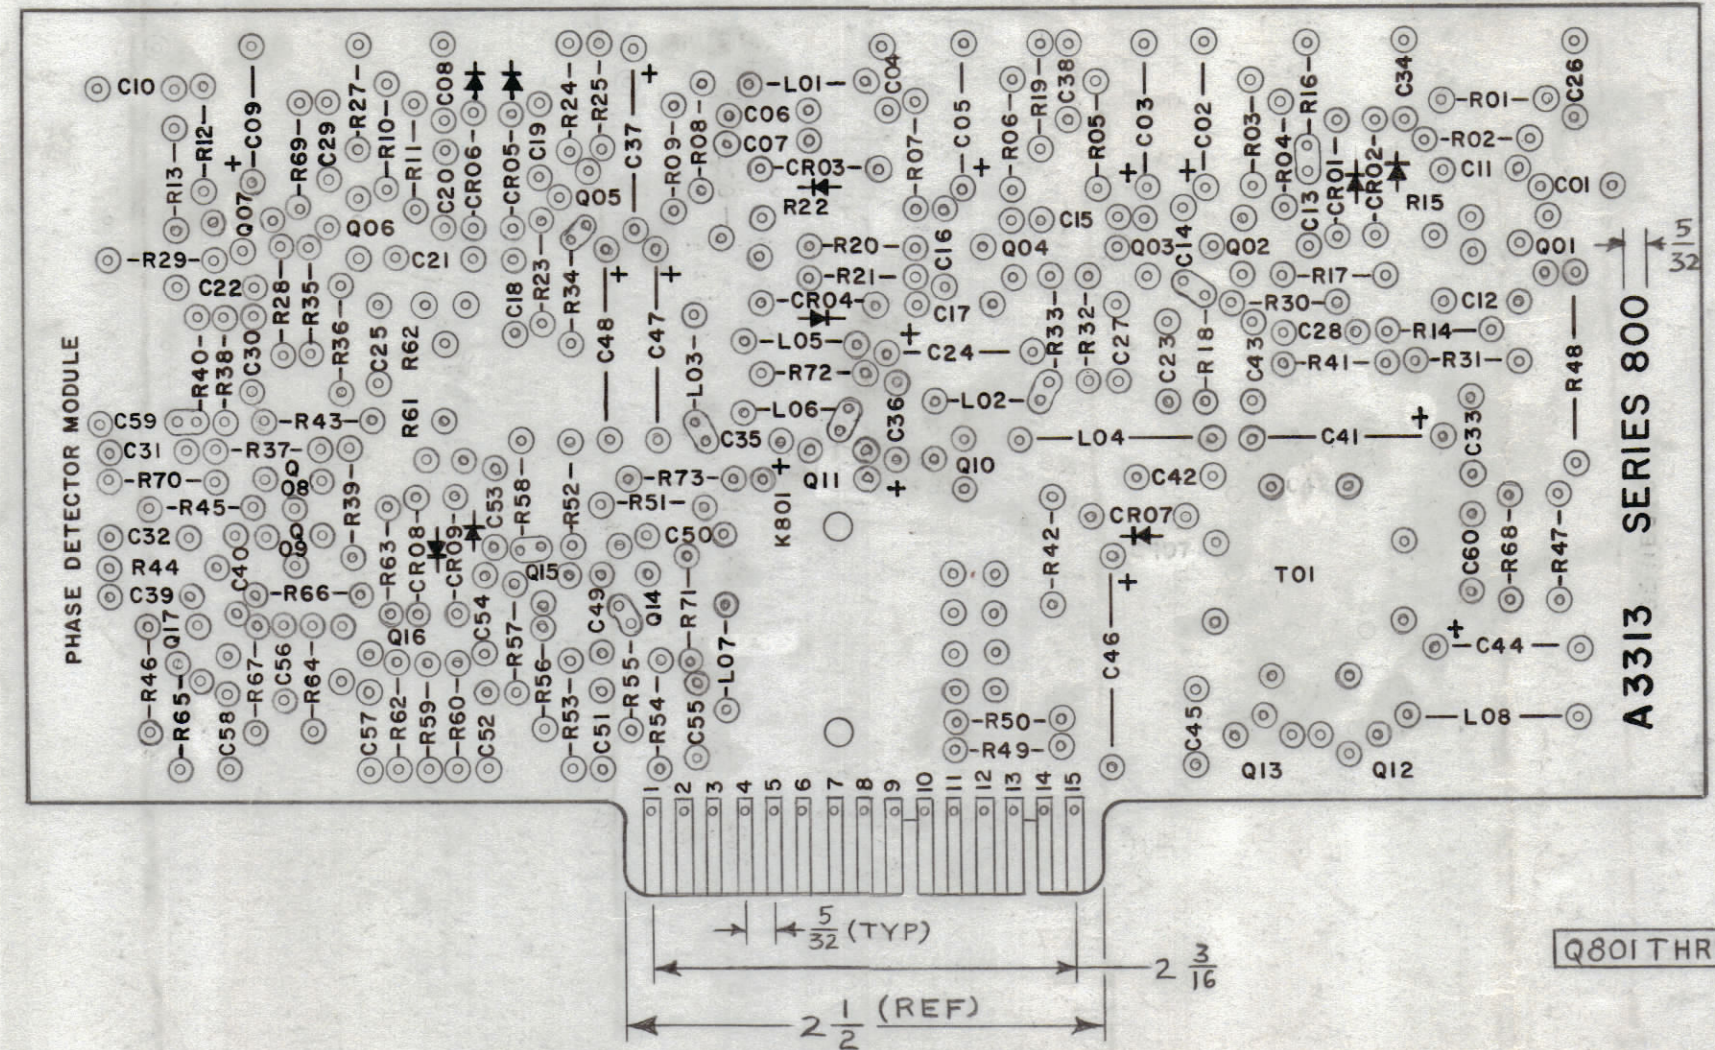 C10
R12
C09
R27
C08
R24
R25
C37
L01
C04
C05
R19
C38
C03
C02
R16
C34
C26
R13
R69
C29
R10
R11
C20
CR06
CR05
C19
R09
R08
C06
C07
R07
R06
R05
R03
R04
R01
R02
Q07
Q06
Q05
CR03
R22
C15
C13
CR01
CR02
R15
C11
C01
R29
C22
R28
R35
C21
C18
R23
R34
R20
R21
C16
Q04
Q03
C14
Q02
R17
Q01
5/32
R40
R38
C30
R36
C25
R62
C48
C47
L03
CR04
C17
R33
R32
C27
C23
R18
R30
C43
C28
C12
R14
L05
C24
R41
R31
R48
PHASE DETECTOR MODULE
R72
C59
R43
R61
L06
C36
L02
C31
R37
C35
L04
C41
C33
R70
Q08
R39
C53
R58
R52
R73
Q11
Q10
C42
R45
R51
K801
CR07
C32
Q09
C40
R63
CR08
CR09
C50
R42
C60
R68
R47
R44
Q15
T01
C39
R66
C54
C49
Q14
R71
Q17
Q16
R57
L07
C46
R46
R65
R67
C56
R64
R56
R55
C44
C58
C57
R62
R59
R60
C52
R53
C51
R54
C55
R50
R49
C45
L08
Q13
Q12
A3313 SERIES 800
1 2 3 4 5 6 7 8 9 10 11 12 13 14 15
5/32 (TYP)
2 3/16
2 1/2 (REF)
Q801 THR